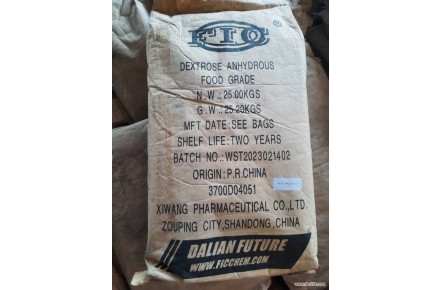 FIC ®
DEXTROSE ANHYDROUS
FOOD GRADE
N.W.:25.00KGS
G.W.:25.20KGS
MFT DATE:SEE BAGS
SHELF LIFE:TWO YEARS
BATCH NO.:WST2023021402
ORIGIN:P.R.CHINA
3700D04051
XIWANG PHARMACEUTICAL CO.,LTD.
ZOUPING CITY,SHANDONG,CHINA
DALIAN FUTURE
WWW.FICCHEM.COM